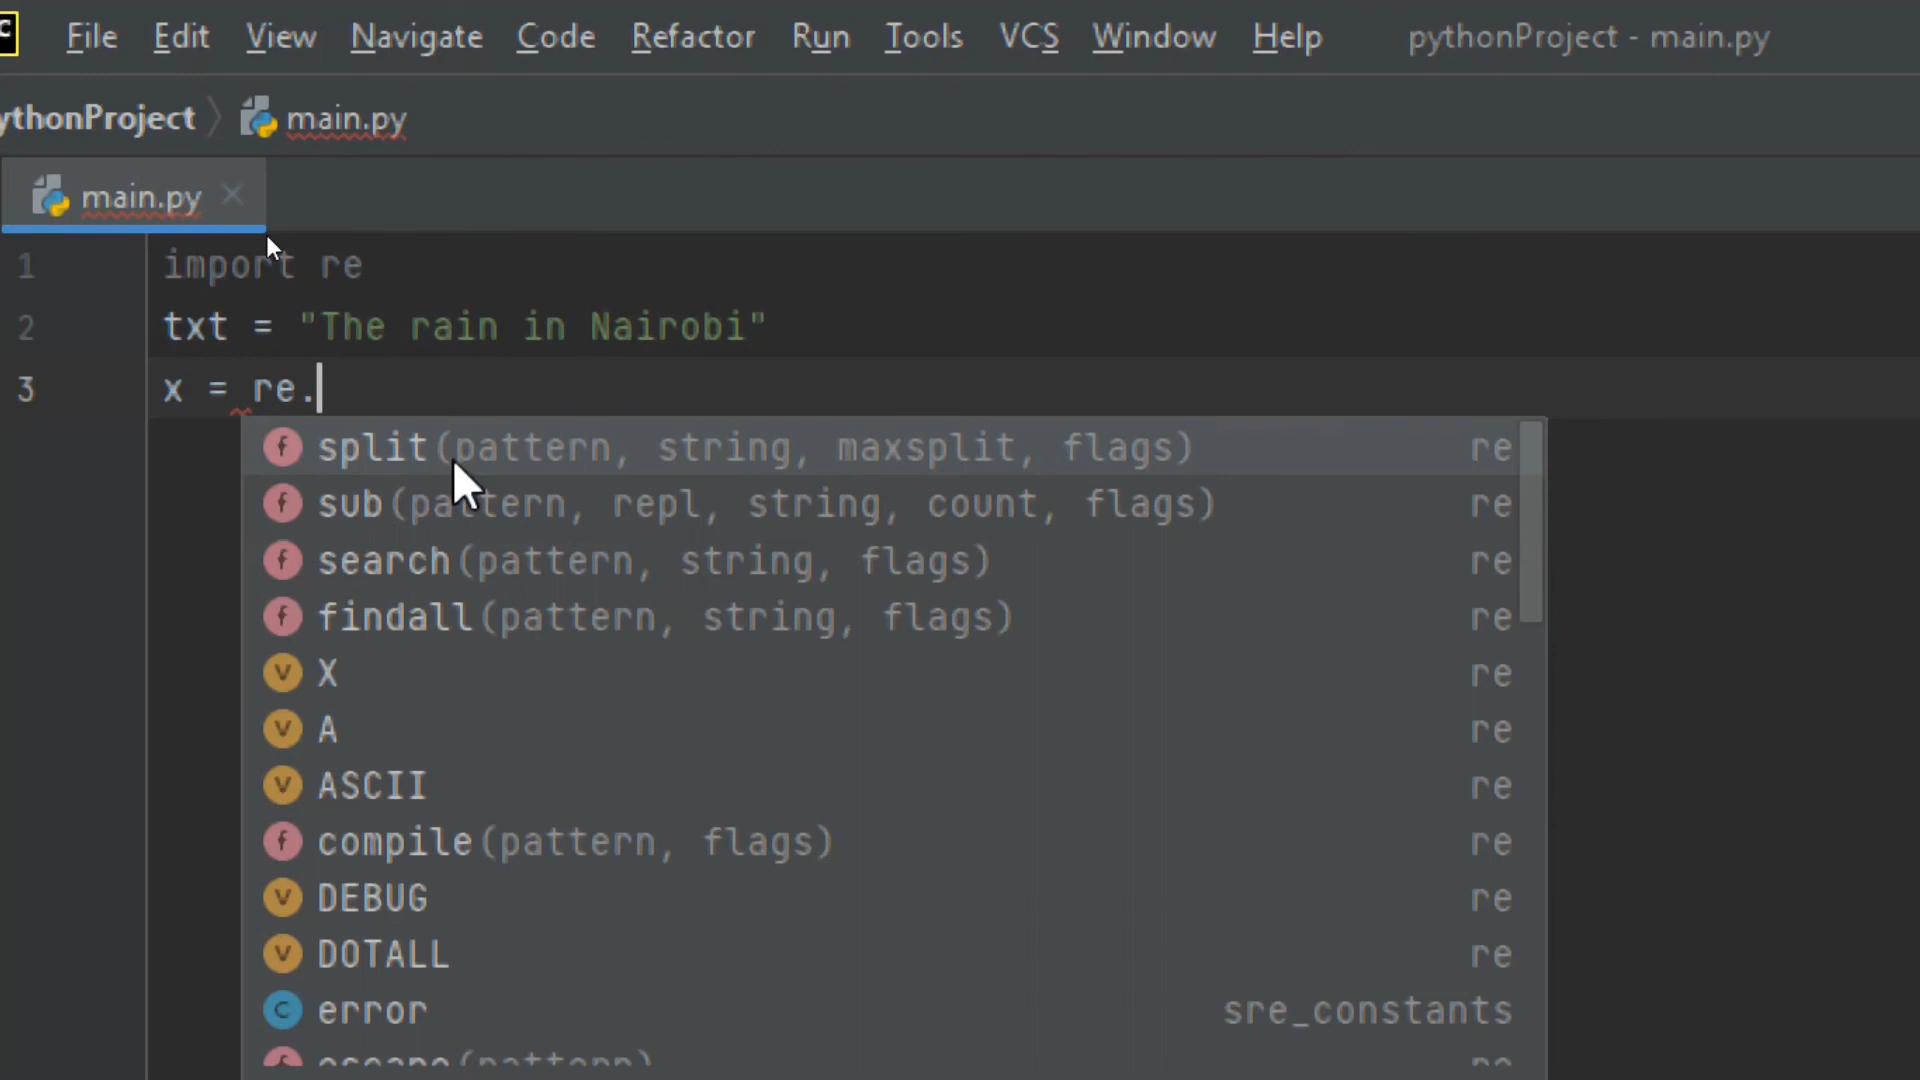 File Edit View Navigate Code Refactor Run Tools VCS Window Help pythonProject - main.py
ythonProject main.py
main.py
1 import re
2 txt = "The rain in Nairobi"
3 x = re.
split(pattern, string, maxsplit, flags) re
sub(pattern, repl, string, count, flags) re
search(pattern, string, flags) re
findall(pattern, string, flags) re
X re
A re
ASCII re
compile(pattern, flags) re
DEBUG re
DOTALL re
error sre_constants
escape(pattern) re